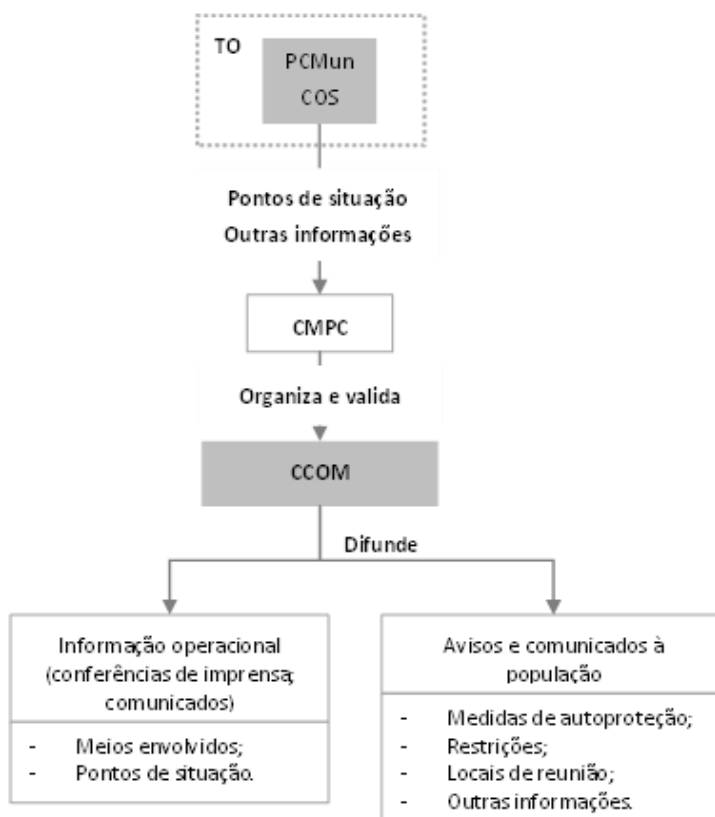 TO
PCMun
COS
Pontos de situação
Outras informações
CMPC
Organiza e valida
CCOM
Difunde
Informação operacional
(conferências de imprensa;
comunicados)
- Meios envolvidos;
- Pontos de situação.
Avisos e comunicados à
população
- Medidas de autoproteção;
- Restrições;
- Locais de reunião;
- Outras informações.